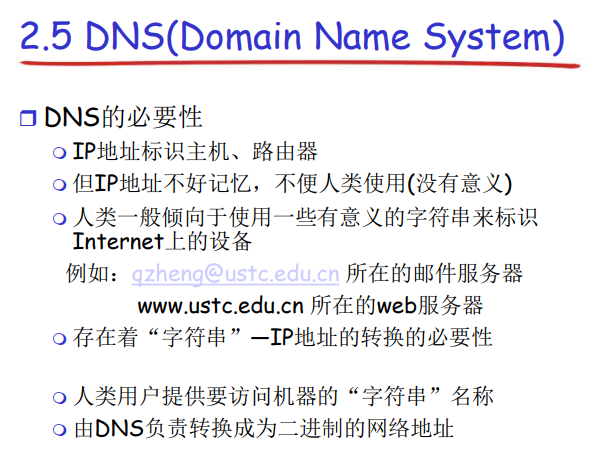 2.5 DNS(Domain Name System)
DNS的必要性
IP地址标识主机、路由器
但IP地址不好记忆，不便人类使用(没有意义)
人类一般倾向于使用一些有意义的字符串来标识
Internet上的设备
例如：qzheng@ustc.edu.cn 所在的邮件服务器
www.ustc.edu.cn 所在的web服务器
存在着“字符串”—IP地址的转换的必要性
人类用户提供要访问机器的“字符串”名称
由DNS负责转换成为二进制的网络地址